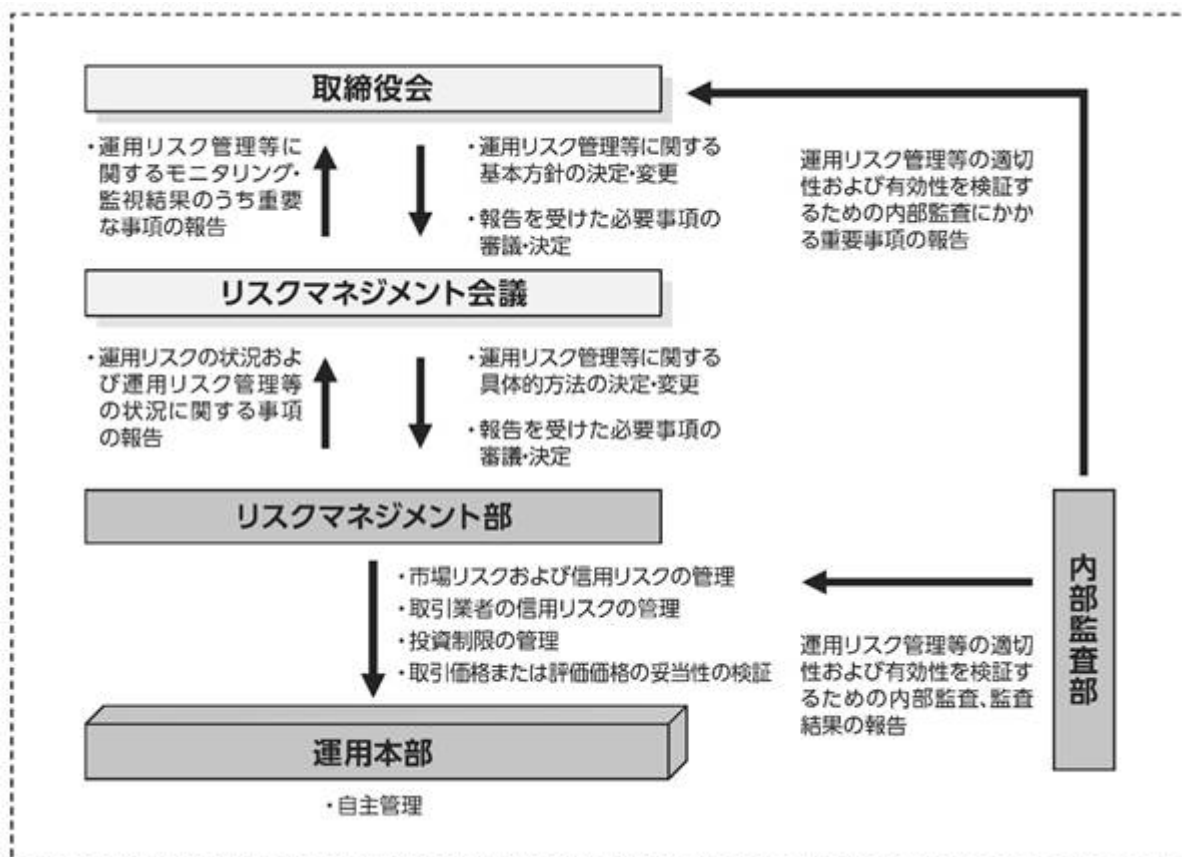 取締役会
・運用リスク管理等に
関するモニタリング・
監視結果のうち重要
な事項の報告
・運用リスク管理等に関する
基本方針の決定・変更
・報告を受けた必要事項の
審議・決定
運用リスク管理等の適切
性および有効性を検証す
るための内部監査にかか
る重要事項の報告
リスクマネジメント会議
・運用リスクの状況およ
び運用リスク管理等
の状況に関する事項
の報告
・運用リスク管理等に関する
具体的方法の決定・変更
・報告を受けた必要事項の
審議・決定
リスクマネジメント部
・市場リスクおよび信用リスクの管理
・取引業者の信用リスクの管理
・投資制限の管理
・取引価格または評価価格の妥当性の検証
運用リスク管理等の適切
性および有効性を検証す
るための内部監査、監査
結果の報告
内部監査部
運用本部
・自主管理